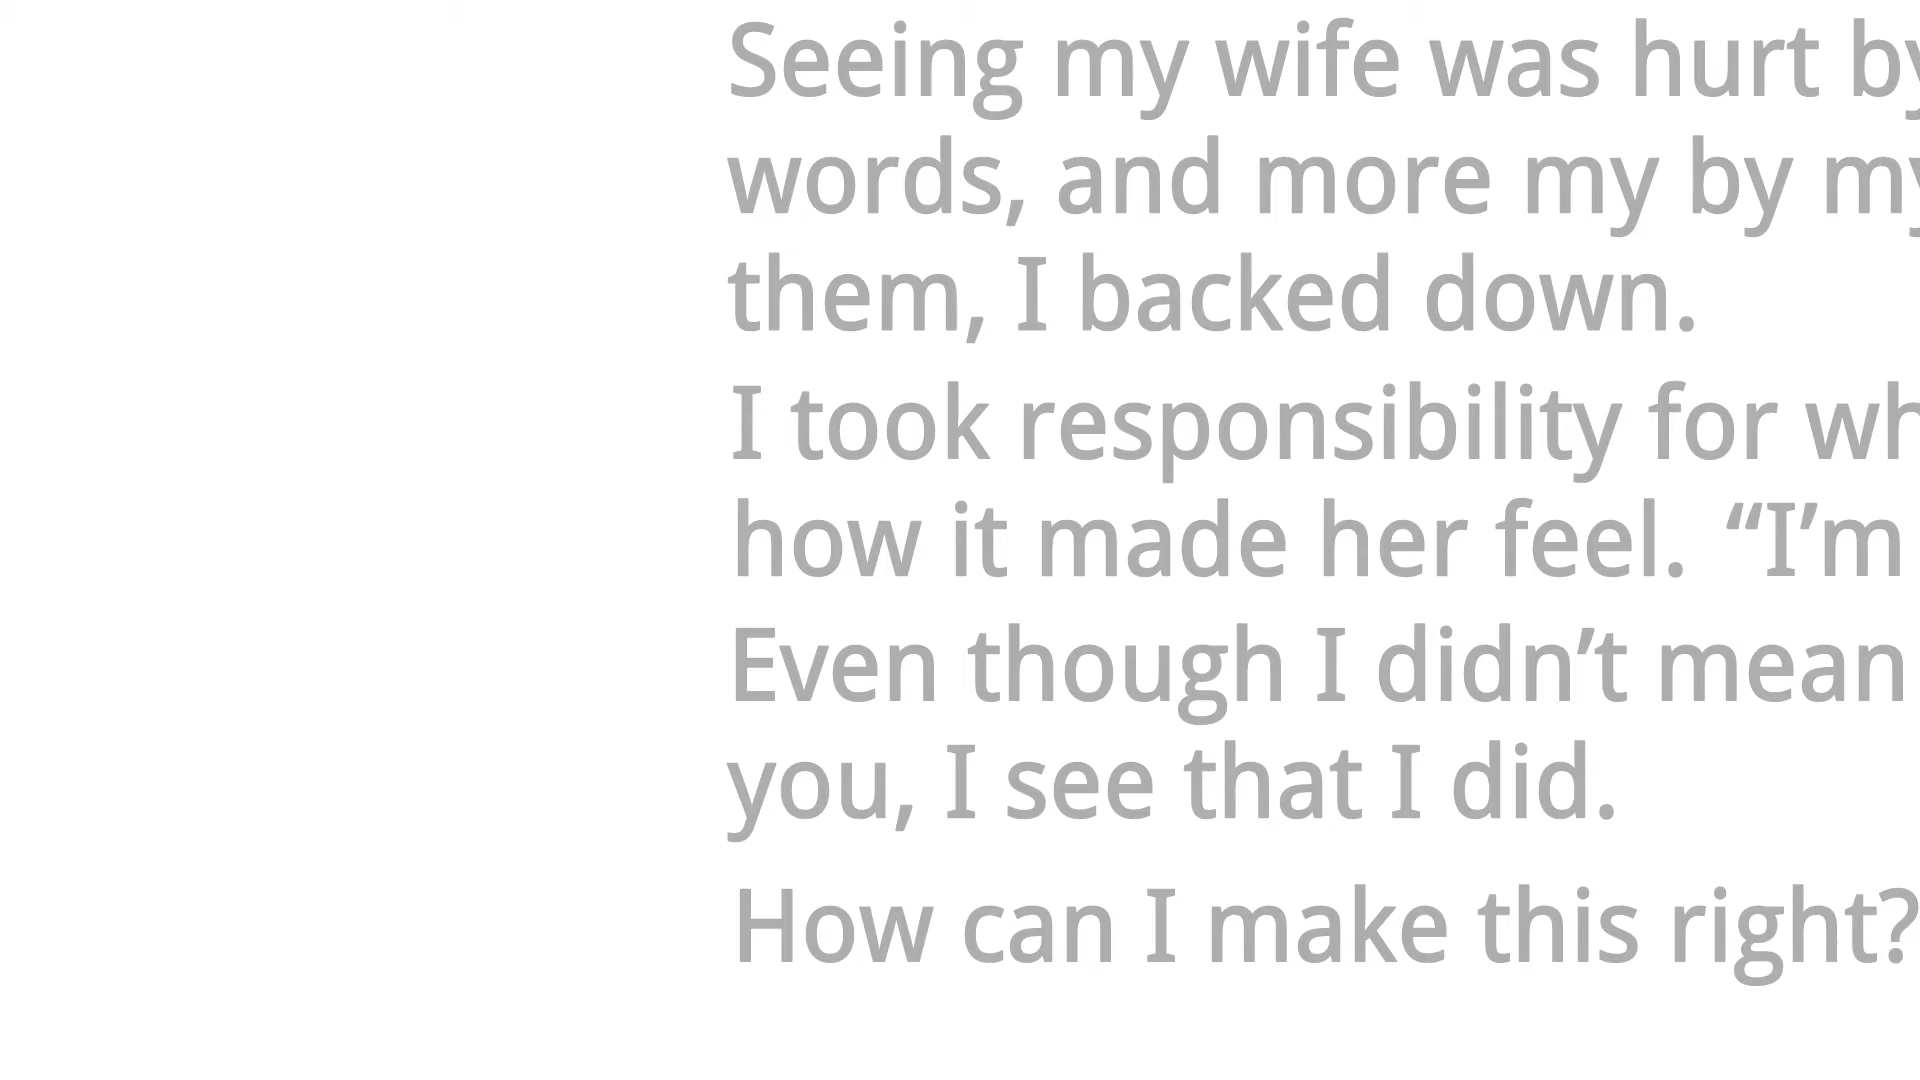 Seeing my wife was hurt by
words, and more my by my
them, I backed down.
I took responsibility for wh
how it made her feel. “I’m
Even though I didn’t mean
you, I see that I did.
How can I make this right?